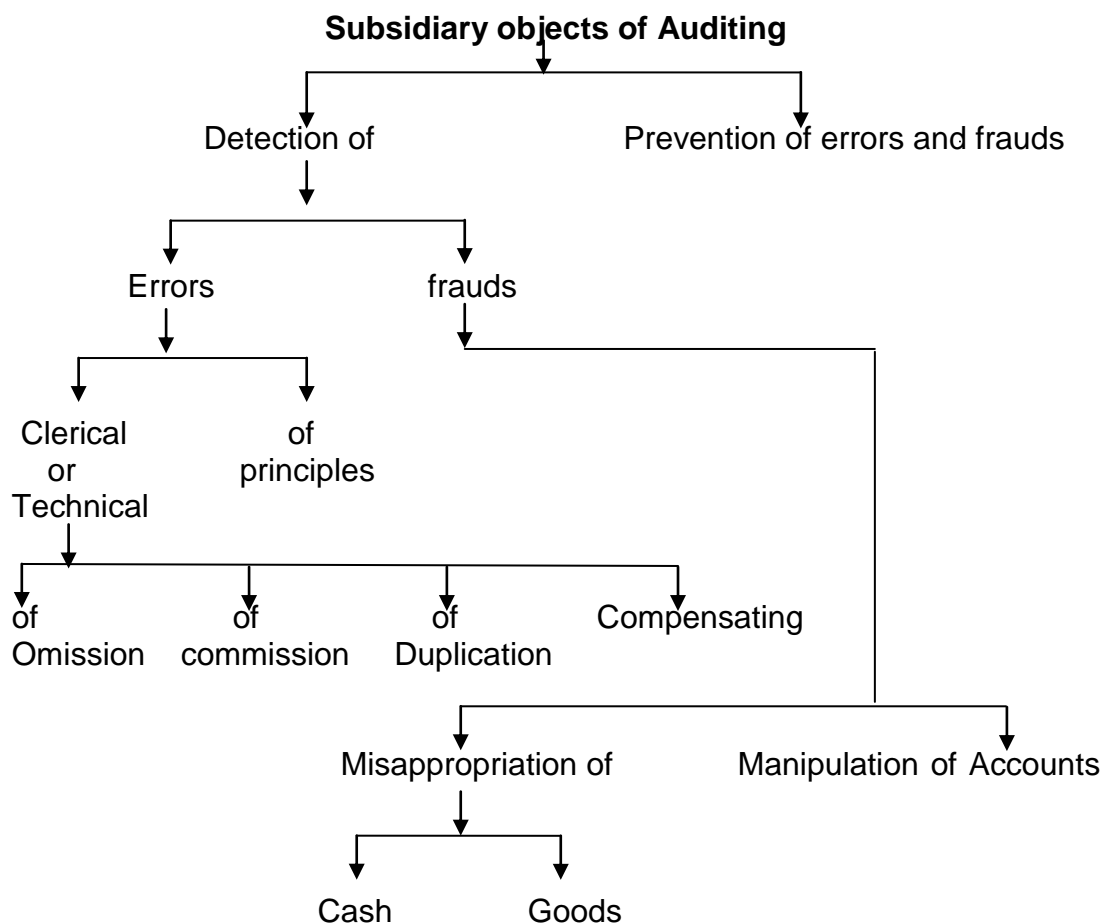 Subsidiary objects of Auditing
Detection of
Prevention of errors and frauds
Errors
frauds
Clerical
or
Technical
of
principles
of
Omission
of
commission
of
Duplication
Compensating
Misappropriation of
Manipulation of Accounts
Cash
Goods